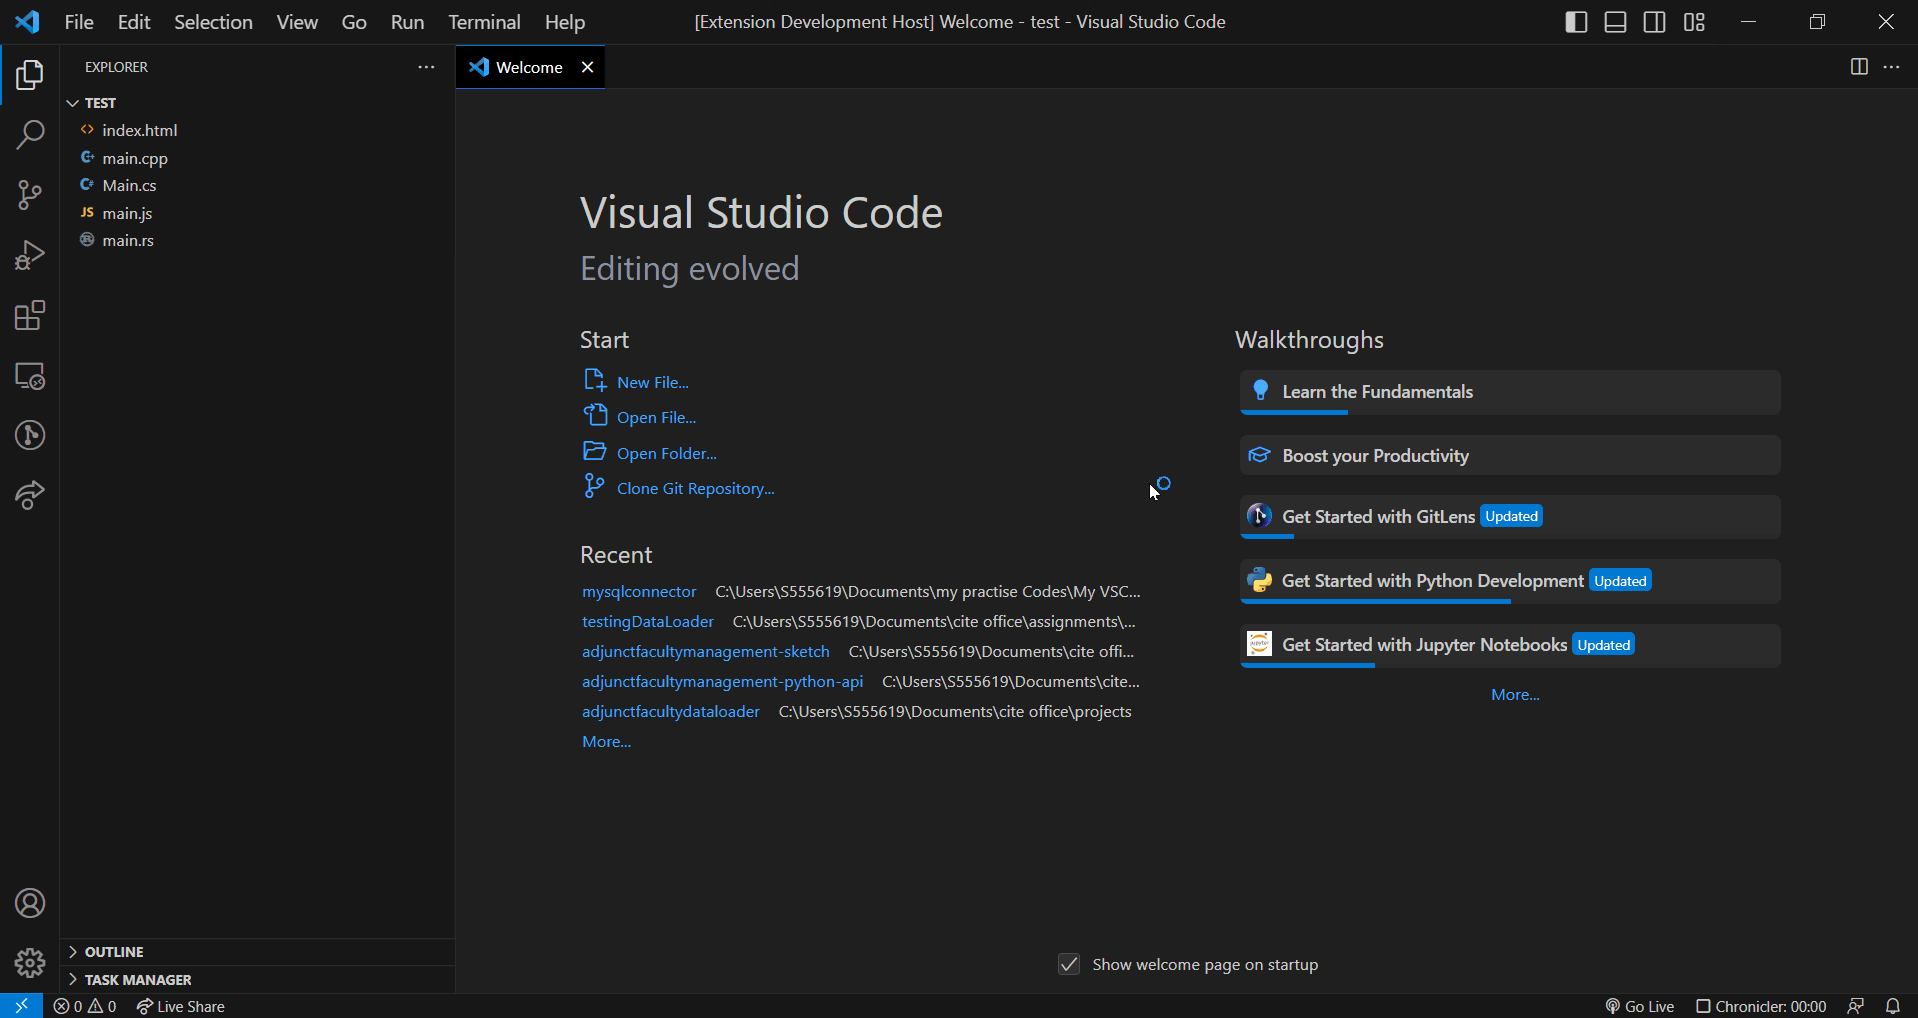 File Edit Selection View Go Run Terminal Help
[Extension Development Host] Welcome - test - Visual Studio Code
EXPLORER
TEST
index.html
main.cpp
Main.cs
JS main.js
main.rs
OUTLINE
TASK MANAGER
Welcome
Visual Studio Code
Editing evolved
Start
New File...
Open File...
Open Folder...
Clone Git Repository...
Recent
mysqlconnector C:\Users\S555619\Documents\my practise Codes\My VSC...
testingDataLoader C:\Users\S555619\Documents\cite office\assignments\...
adjunctfacultymanagement-sketch C:\Users\S555619\Documents\cite offi...
adjunctfacultymanagement-python-api C:\Users\S555619\Documents\cite...
adjunctfacultydataloader C:\Users\S555619\Documents\cite office\projects
More...
Walkthroughs
Learn the Fundamentals
Boost your Productivity
Get Started with GitLens Updated
Get Started with Python Development Updated
Get Started with Jupyter Notebooks Updated
More...
Show welcome page on startup
0 0 Live Share
Go Live Chronicler: 00:00